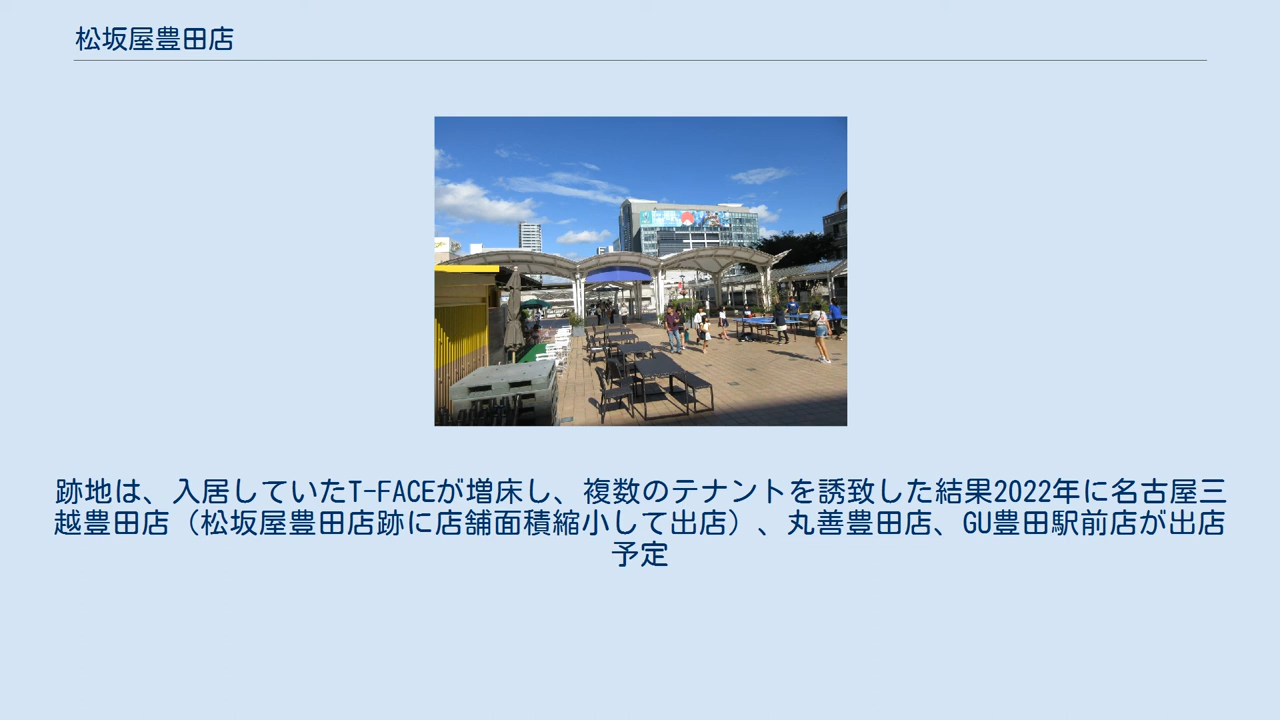 松坂屋豊田店
跡地は、入居していたT-FACEが増床し、複数のテナントを誘致した結果2022年に名古屋三
越豊田店（松坂屋豊田店跡に店舗面積縮小して出店）、丸善豊田店、GU豊田駅前店が出店
予定